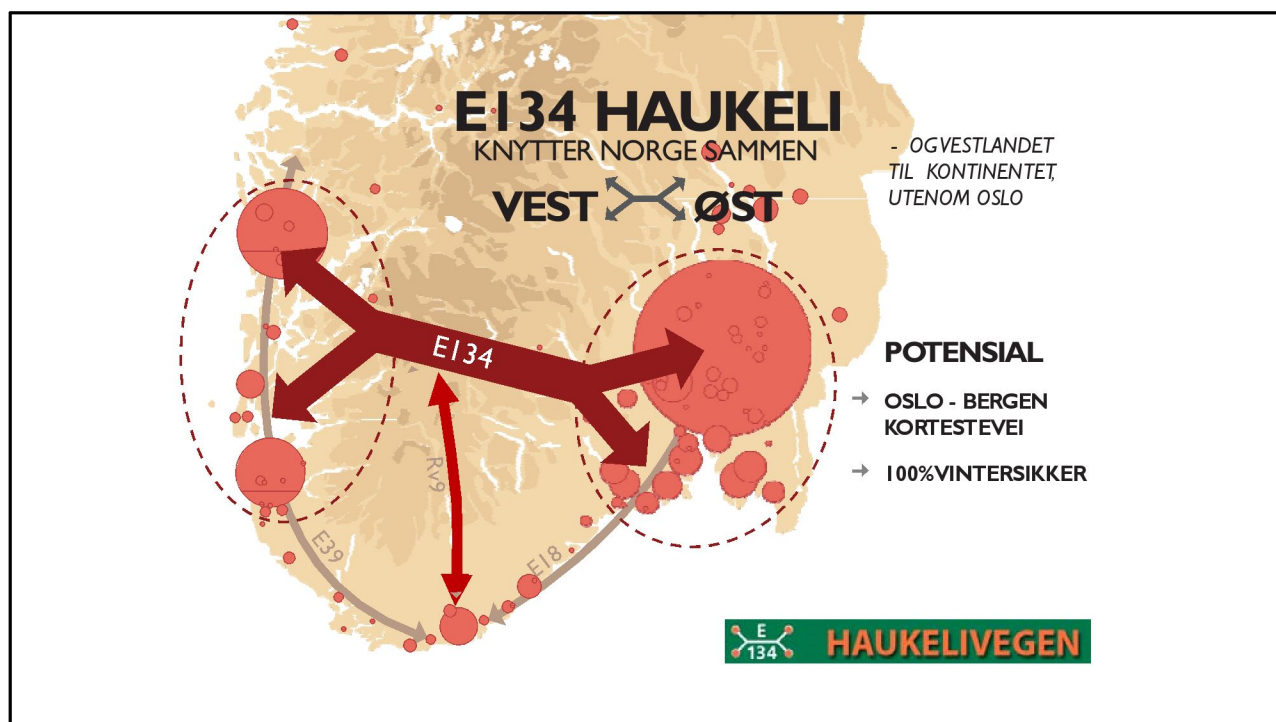 E134 HAUKELI
KNYTTER NORGE SAMMEN
VEST ØST
- OGVESTLANDET
TIL KONTINENTET,
UTENOM OSLO
E134
Rv9
E39
E18
POTENSIAL
OSLO - BERGEN
KORTESTEVEI
100%VINTERSIKKER
E
134
HAUKELIVEGEN